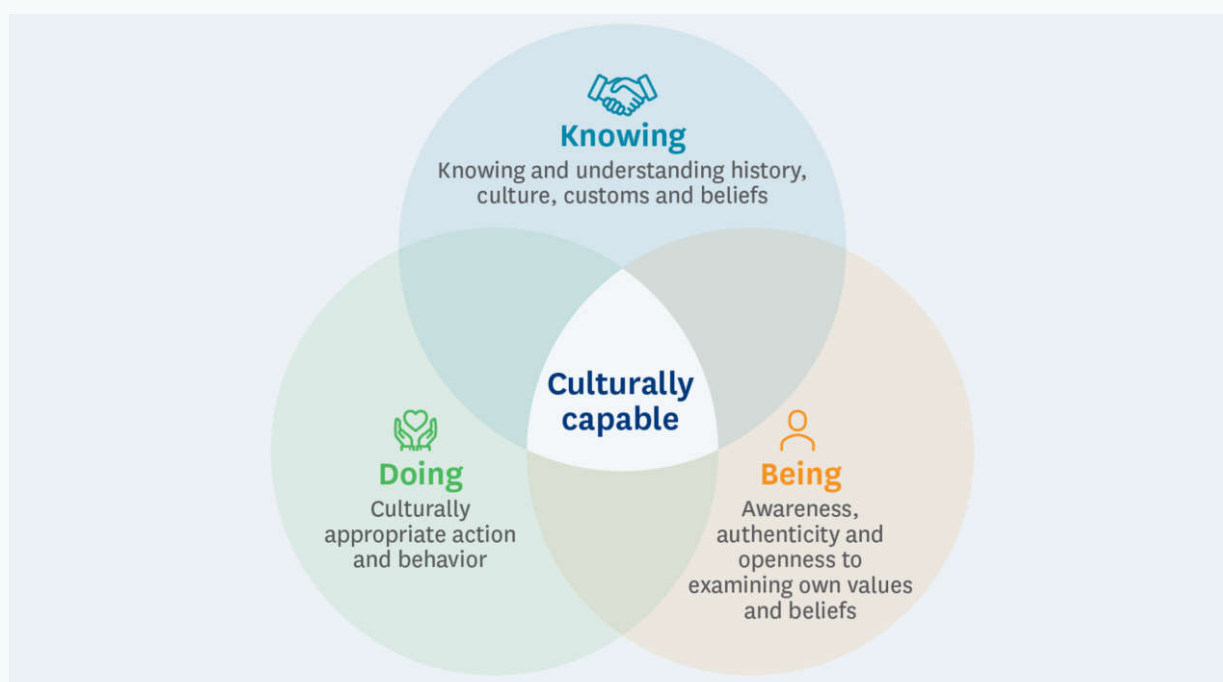 Knowing
Knowing and understanding history,
culture, customs and beliefs
Culturally
capable
Doing
Culturally
appropriate action
and behavior
Being
Awareness,
authenticity and
openness to
examining own values
and beliefs